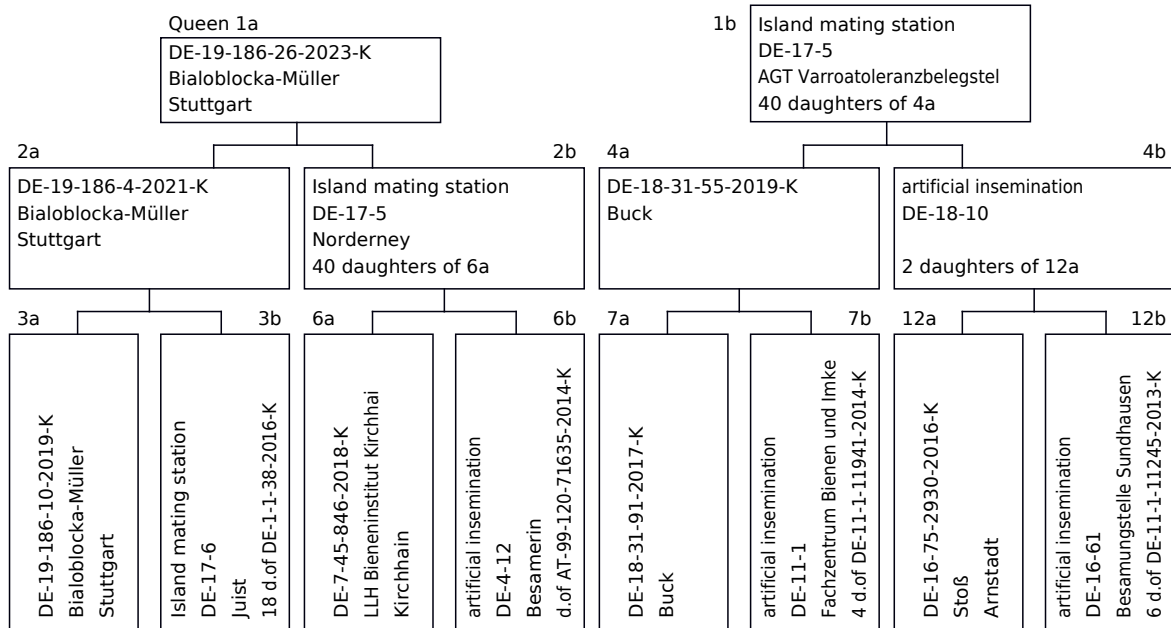 Queen 1a
DE-19-186-26-2023-K
Bialoblocka-Müller
Stuttgart
1b
Island mating station
DE-17-5
AGT Varroatoleranzbelegstel
40 daughters of 4a
2a
DE-19-186-4-2021-K
Bialoblocka-Müller
Stuttgart
2b
Island mating station
DE-17-5
Norderney
40 daughters of 6a
4a
DE-18-31-55-2019-K
Buck
4b
artificial insemination
DE-18-10
2 daughters of 12a
3a
DE-19-186-10-2019-K
Bialoblocka-Müller
Stuttgart
3b
Island mating station
DE-17-6
Juist
18 d.of DE-1-1-38-2016-K
6a
DE-7-45-846-2018-K
LLH Bieneninstitut Kirchhai
Kirchhain
6b
artificial insemination
DE-4-12
Besamerin
d.of AT-99-120-71635-2014-K
7a
DE-18-31-91-2017-K
Buck
7b
artificial insemination
DE-11-1
Fachzentrum Bienen und Imke
4 d.of DE-11-1-11941-2014-K
12a
DE-16-75-2930-2016-K
Stoß
Arnstadt
12b
artificial insemination
DE-16-61
Besamungstelle Sundhausen
6 d.of DE-11-1-11245-2013-K